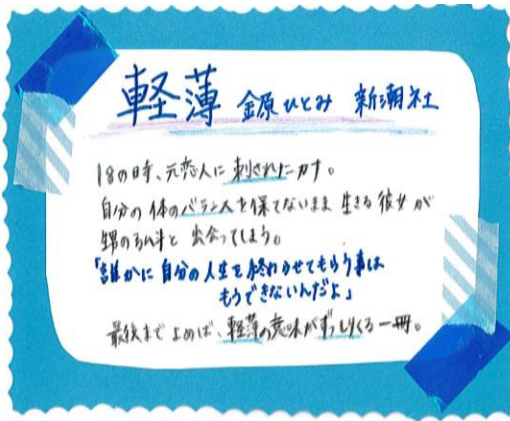 軽薄 金原ひとみ 新潮社
18の時、元恋人に刺されたカナ。
自分の体のバランスを保てないまま生きる彼女が
甥の弘斗と出会ってしまう。
「誰かに自分の人生を終わらせてもらう事は
もうできないんだよ」
最後までよめば、軽薄の意味がずっしりくる一冊。